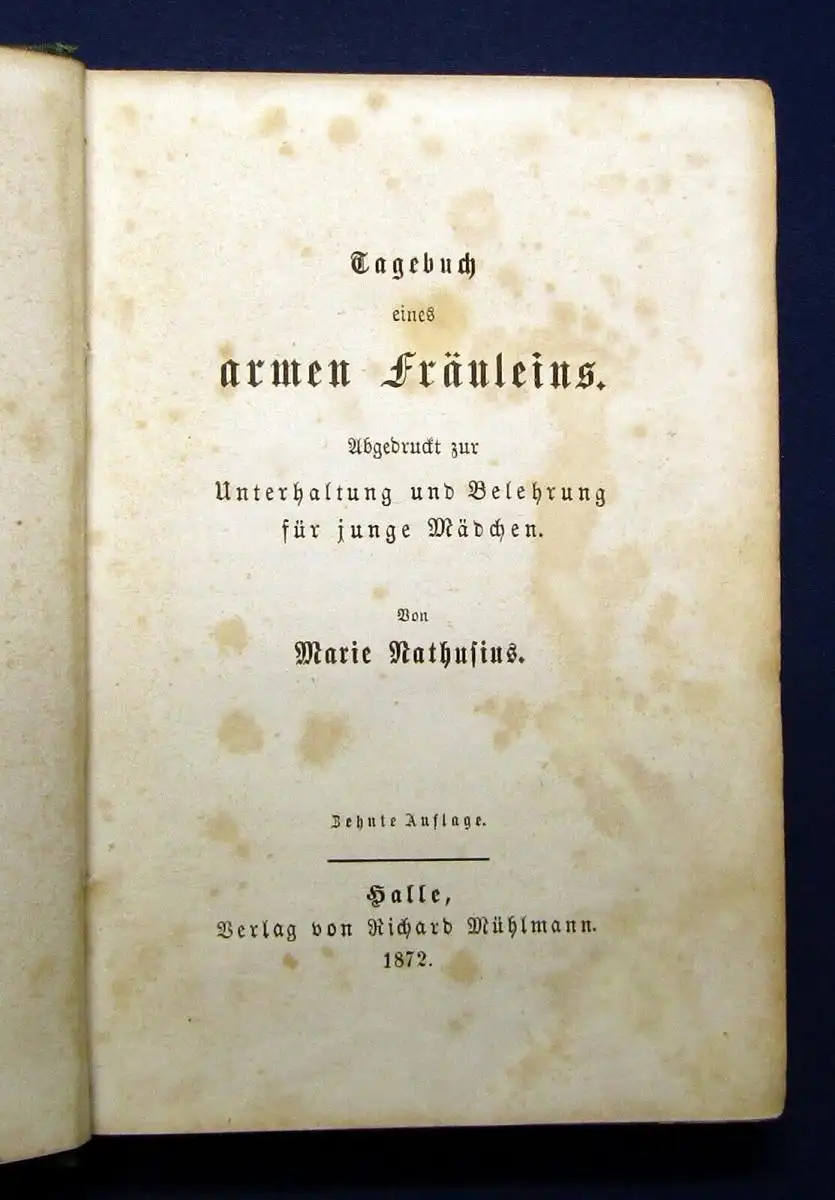 Tagebuch
eines
armen Fräuleins.
Abgedruckt zur
Unterhaltung und Belehrung
für junge Mädchen.
Von
Marie Nathusius.
Zehnte Auflage.
Halle,
Verlag von Richard Mühlmann.
1872.